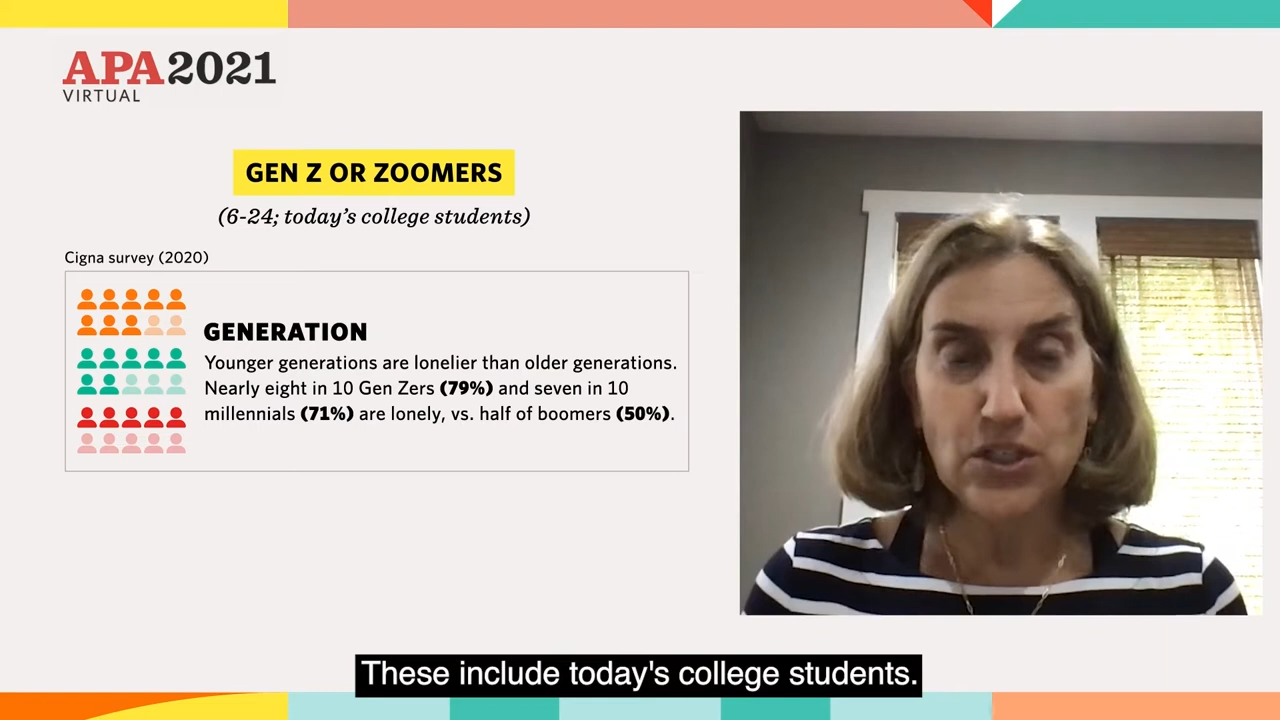 APA2021
VIRTUAL
GEN Z OR ZOOMERS
(6-24; today's college students)
Cigna survey (2020)
GENERATION
Younger generations are lonelier than older generations.
Nearly eight in 10 Gen Zers (79%) and seven in 10
millennials (71%) are lonely, vs. half of boomers (50%).
These include today's college students.